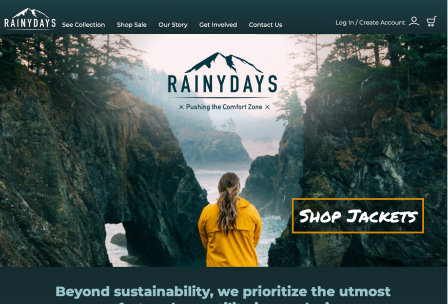 RAINYDAYS
See Collection
Shop Sale
Our Story
Get Involved
Contact Us
Log In / Create Account
RAINYDAYS
× Pushing the Comfort Zone ×
Shop Jackets
Beyond sustainability, we prioritize the utmost